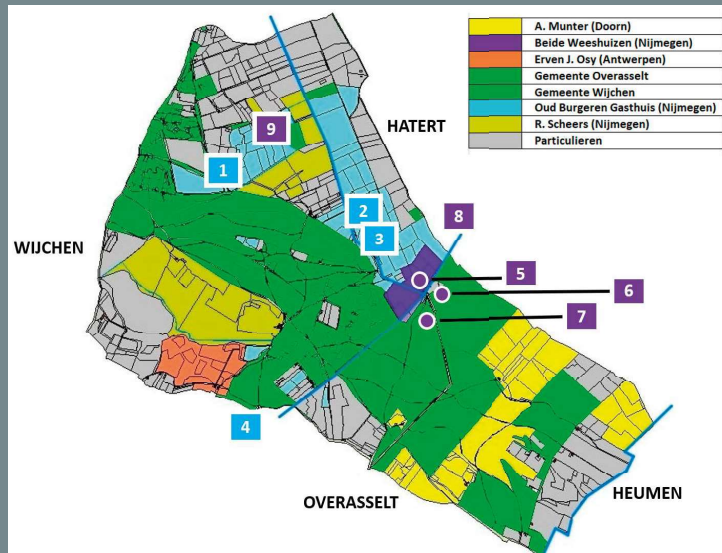 A. Munter (Doorn)
Beide Weeshuizen (Nijmegen)
Erven J. Osy (Antwerpen)
Gemeente Overasselt
Gemeente Wijchen
Oud Burgeren Gasthuis (Nijmegen)
R. Scheers (Nijmegen)
Particulieren
HATERT
9
1
2
8
3
WIJCHEN
5
6
7
4
HEUMEN
OVERASSELT